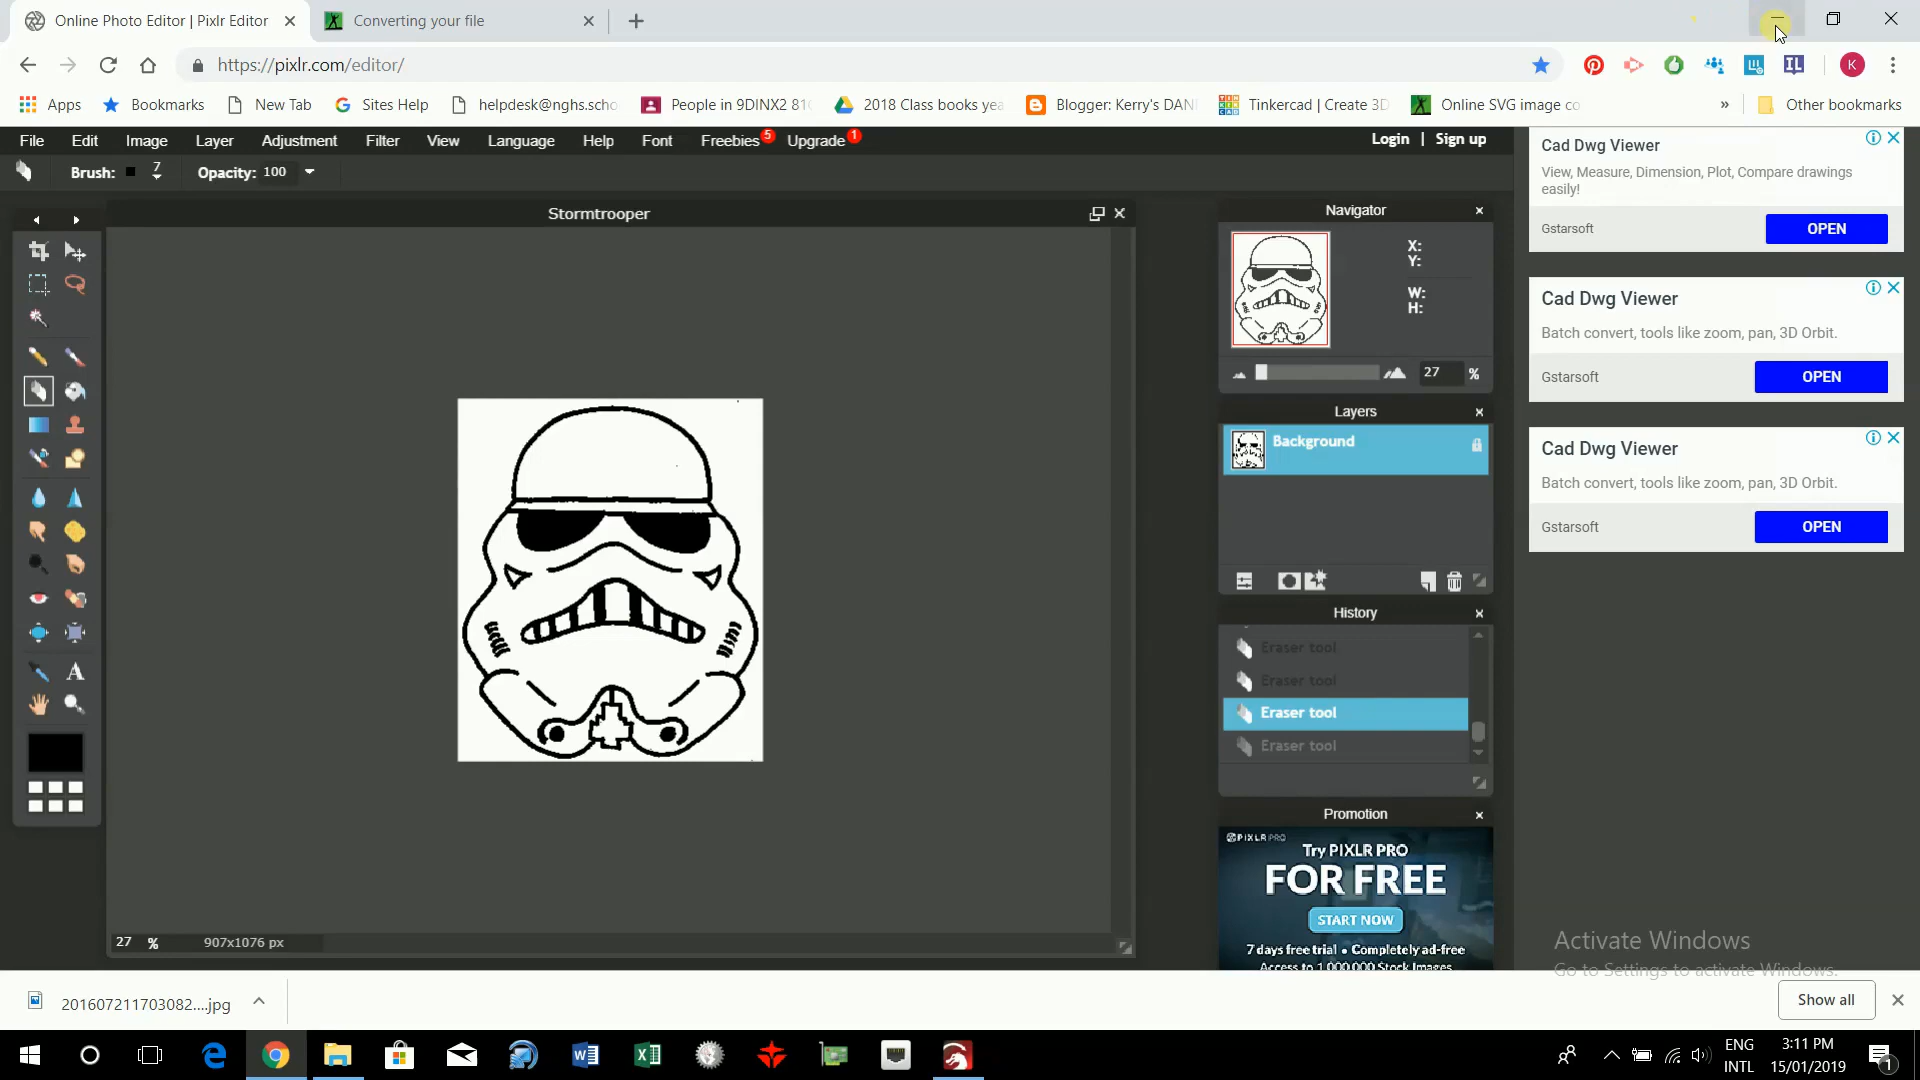 Online Photo Editor | Pixlr Editor
Converting your file
https://pixlr.com/editor/
K
Apps
Bookmarks
New Tab
Sites Help
helpdesk@nghs.scho
People in 9DINX2 81
2018 Class books yea
Blogger: Kerry's DAN
Tinkercad | Create 3D
Online SVG image co
»
Other bookmarks
File Edit Image Layer Adjustment Filter View Language Help Font Freebies 5 Upgrade 1
Login | Sign up
Brush: 7 Opacity: 100
Stormtrooper
Navigator
X:
Y:
W:
H:
27 %
Layers
Background
History
Eraser tool
Eraser tool
Eraser tool
Eraser tool
Promotion
PIXLR PRO
Try PIXLR PRO
FOR FREE
START NOW
7 days free trial • Completely ad-free
Access to 1,000,000 Stock Images
27 % 907x1076 px
Cad Dwg Viewer
View, Measure, Dimension, Plot, Compare drawings
easily!
Gstarsoft
OPEN
Cad Dwg Viewer
Batch convert, tools like zoom, pan, 3D Orbit.
Gstarsoft
OPEN
Cad Dwg Viewer
Batch convert, tools like zoom, pan, 3D Orbit.
Gstarsoft
OPEN
Activate Windows
Go to Settings to activate Windows.
201607211703082....jpg
Show all
ENG
INTL
3:11 PM
15/01/2019
1